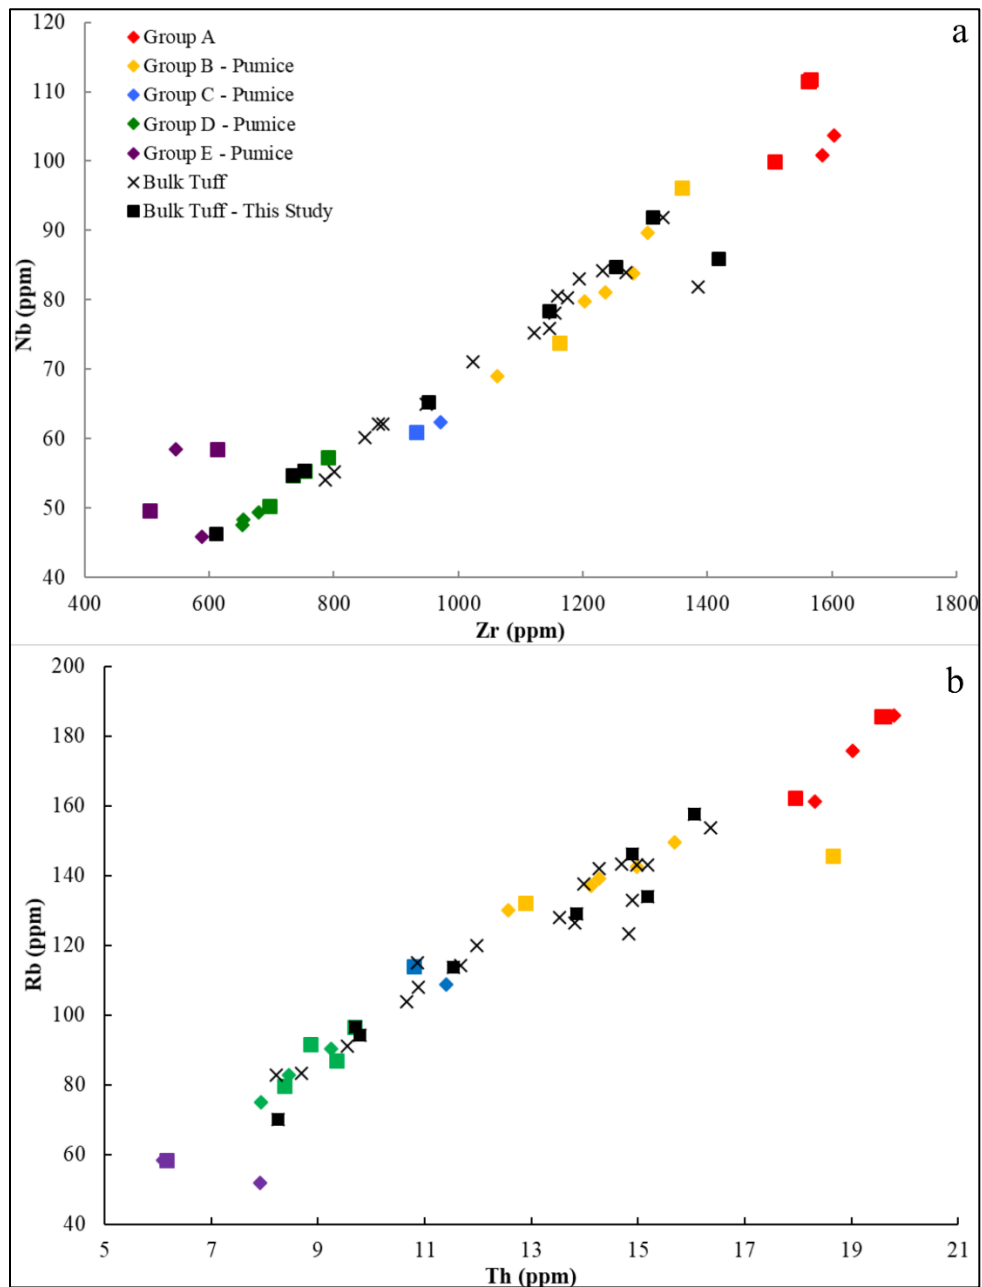 a
120
110
100
90
80
70
60
50
40
Nb (ppm)
Group A
Group B - Pumice
Group C - Pumice
Group D - Pumice
Group E - Pumice
Bulk Tuff
Bulk Tuff - This Study
400 600 800 1000 1200 1400 1600 1800
Zr (ppm)
b
200
180
160
140
120
100
80
60
40
Rb (ppm)
5 7 9 11 13 15 17 19 21
Th (ppm)